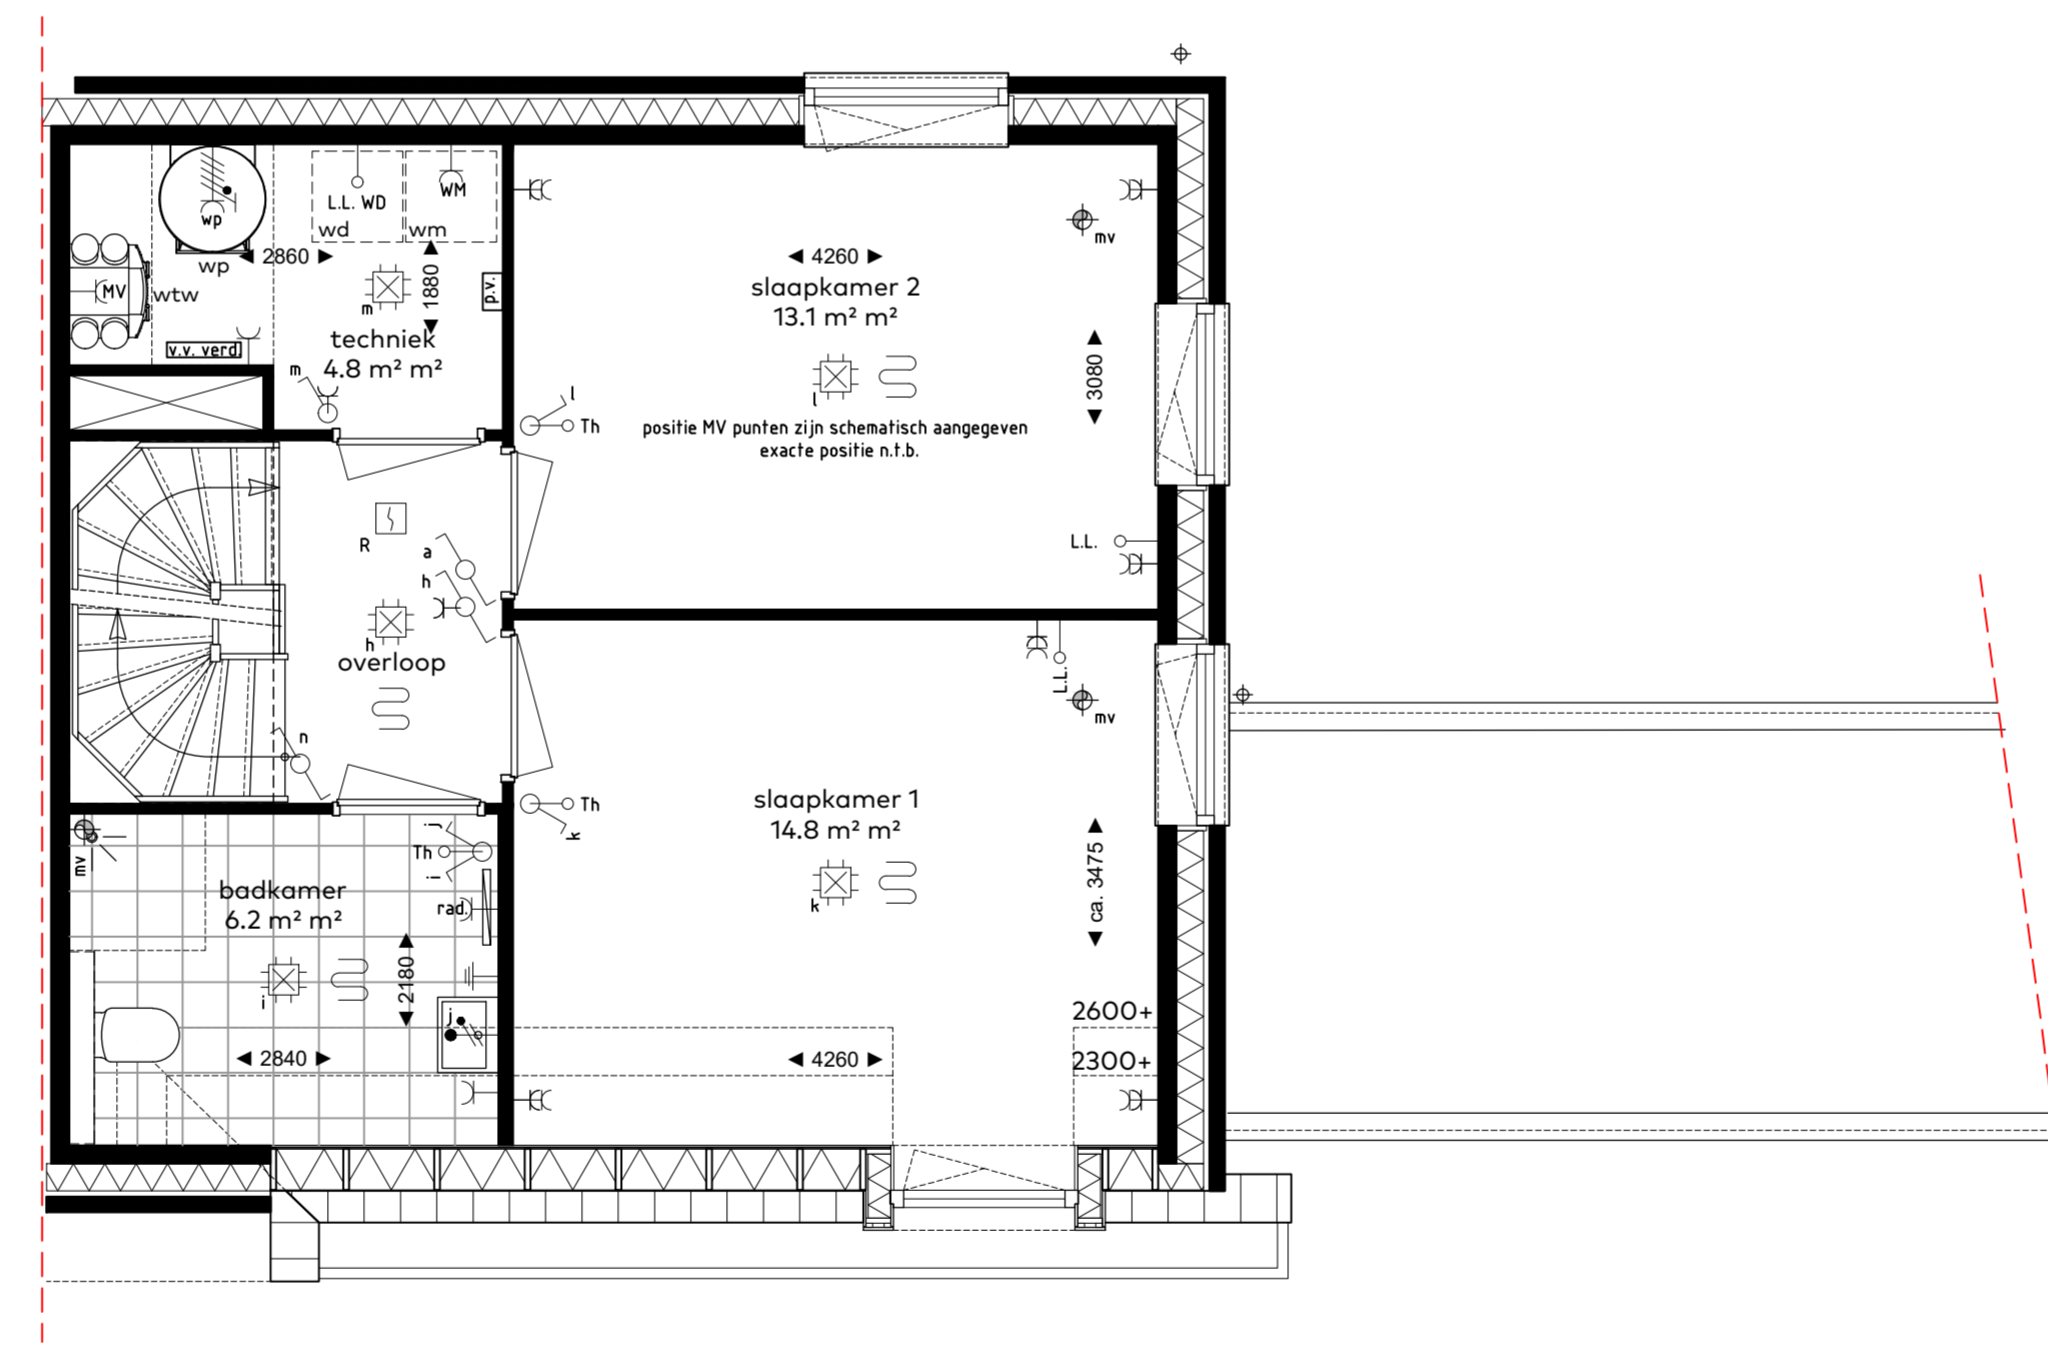 wp
L.L. WD
WM
wd
wm
wp
2860
4260
MV
wtw
m
1880
p.v.
mv
slaapkamer 2
13.1 m² m²
v.v. verd.
techniek
4.8 m² m²
3080
m
l
l
Th
positie MV punten zijn schematisch aangegeven
exacte positie n.t.b.
R
a
L.L.
h
h
overloop
L.L.
mv
n
Th
k
slaapkamer 1
14.8 m² m²
mv
j
Th
i
ca. 3475
badkamer
6.2 m² m²
rad.
k
i
2180
j
2600+
2840
4260
2300+